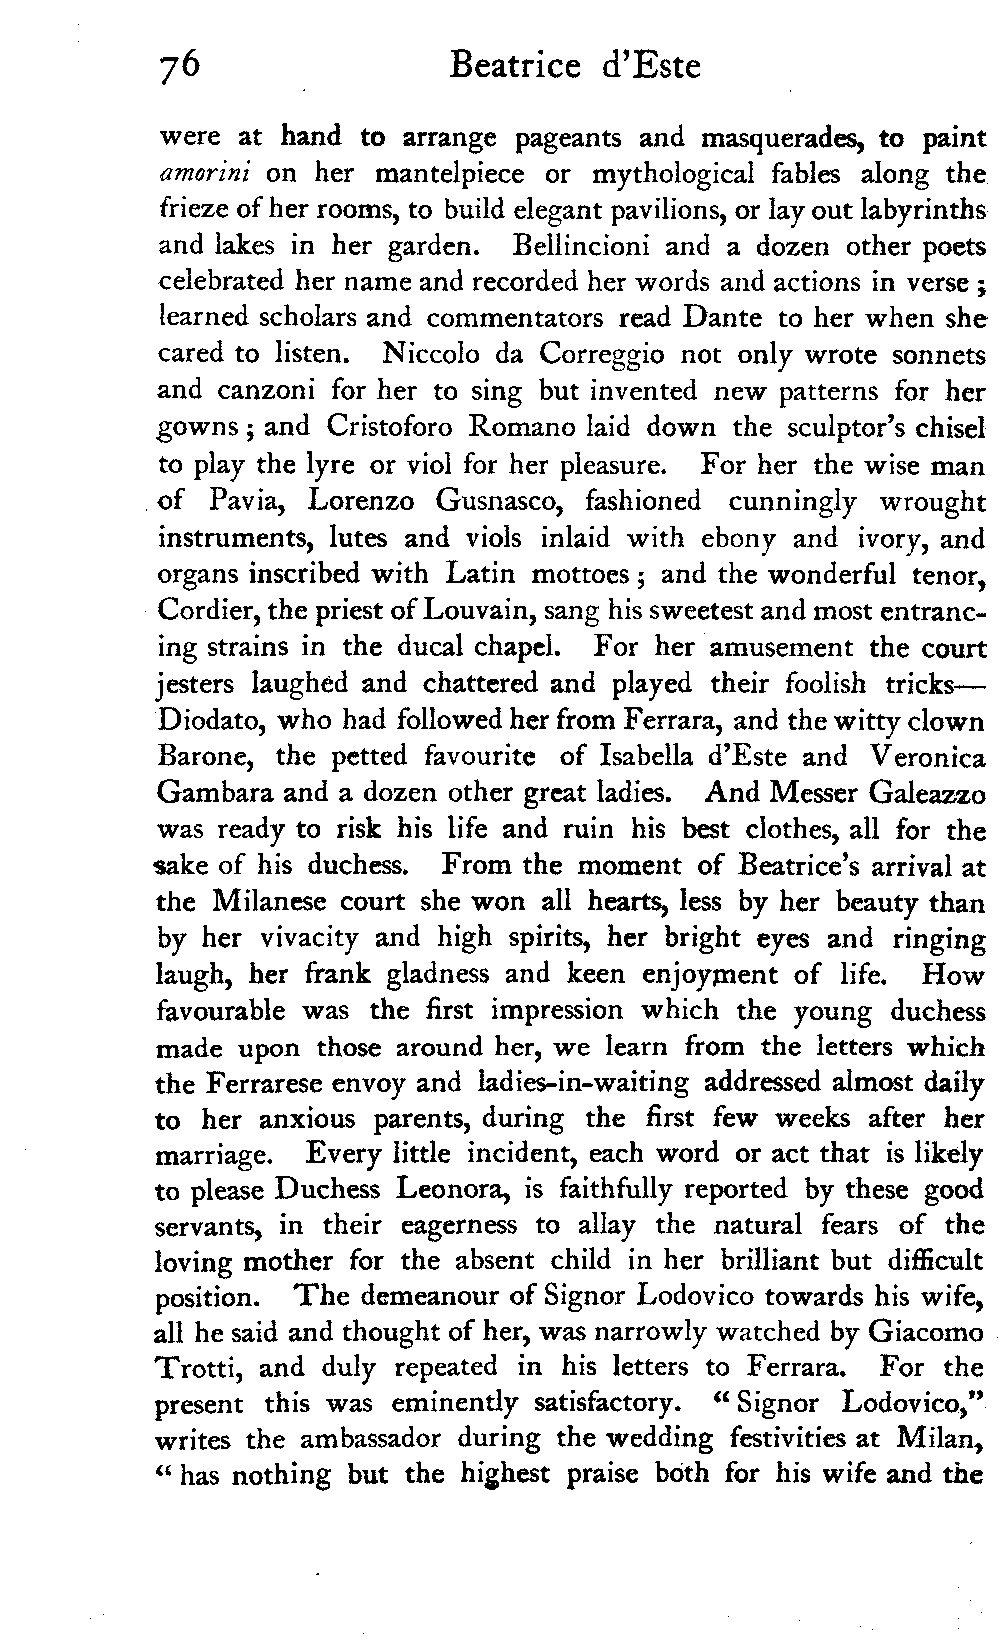 76 Beatrice d'Este
were at hand to arrange pageants and masquerades, to paint
amorini on her mantelpiece or mythological fables along the
frieze of her rooms, to build elegant pavilions, or lay out labyrinths
and lakes in her garden. Bellincioni and a dozen other poets
celebrated her name and recorded her words and actions in verse ;
learned scholars and commentators read Dante to her when she
cared to listen. Niccolo da Correggio not only wrote sonnets
and canzoni for her to sing but invented new patterns for her
gowns ; and Cristoforo Romano laid down the sculptor's chisel
to play the lyre or viol for her pleasure. For her the wise man
of Pavia, Lorenzo Gusnasco, fashioned cunningly wrought
instruments, lutes and viols inlaid with ebony and ivory, and
organs inscribed with Latin mottoes ; and the wonderful tenor,
Cordier, the priest of Louvain, sang his sweetest and most entranc-
ing strains in the ducal chapel. For her amusement the court
jesters laughed and chattered and played their foolish tricks—
Diodato, who had followed her from Ferrara, and the witty clown
Barone, the petted favourite of Isabella d'Este and Veronica
Gambara and a dozen other great ladies. And Messer Galeazzo
was ready to risk his life and ruin his best clothes, all for the
sake of his duchess. From the moment of Beatrice's arrival at
the Milanese court she won all hearts, less by her beauty than
by her vivacity and high spirits, her bright eyes and ringing
laugh, her frank gladness and keen enjoyment of life. How
favourable was the first impression which the young duchess
made upon those around her, we learn from the letters which
the Ferrarese envoy and ladies-in-waiting addressed almost daily
to her anxious parents, during the first few weeks after her
marriage. Every little incident, each word or act that is likely
to please Duchess Leonora, is faithfully reported by these good
servants, in their eagerness to allay the natural fears of the
loving mother for the absent child in her brilliant but difficult
position. The demeanour of Signor Lodovico towards his wife,
all he said and thought of her, was narrowly watched by Giacomo
Trotti, and duly repeated in his letters to Ferrara. For the
present this was eminently satisfactory. " Signor Lodovico,"
writes the ambassador during the wedding festivities at Milan,
" has nothing but the highest praise both for his wife and the